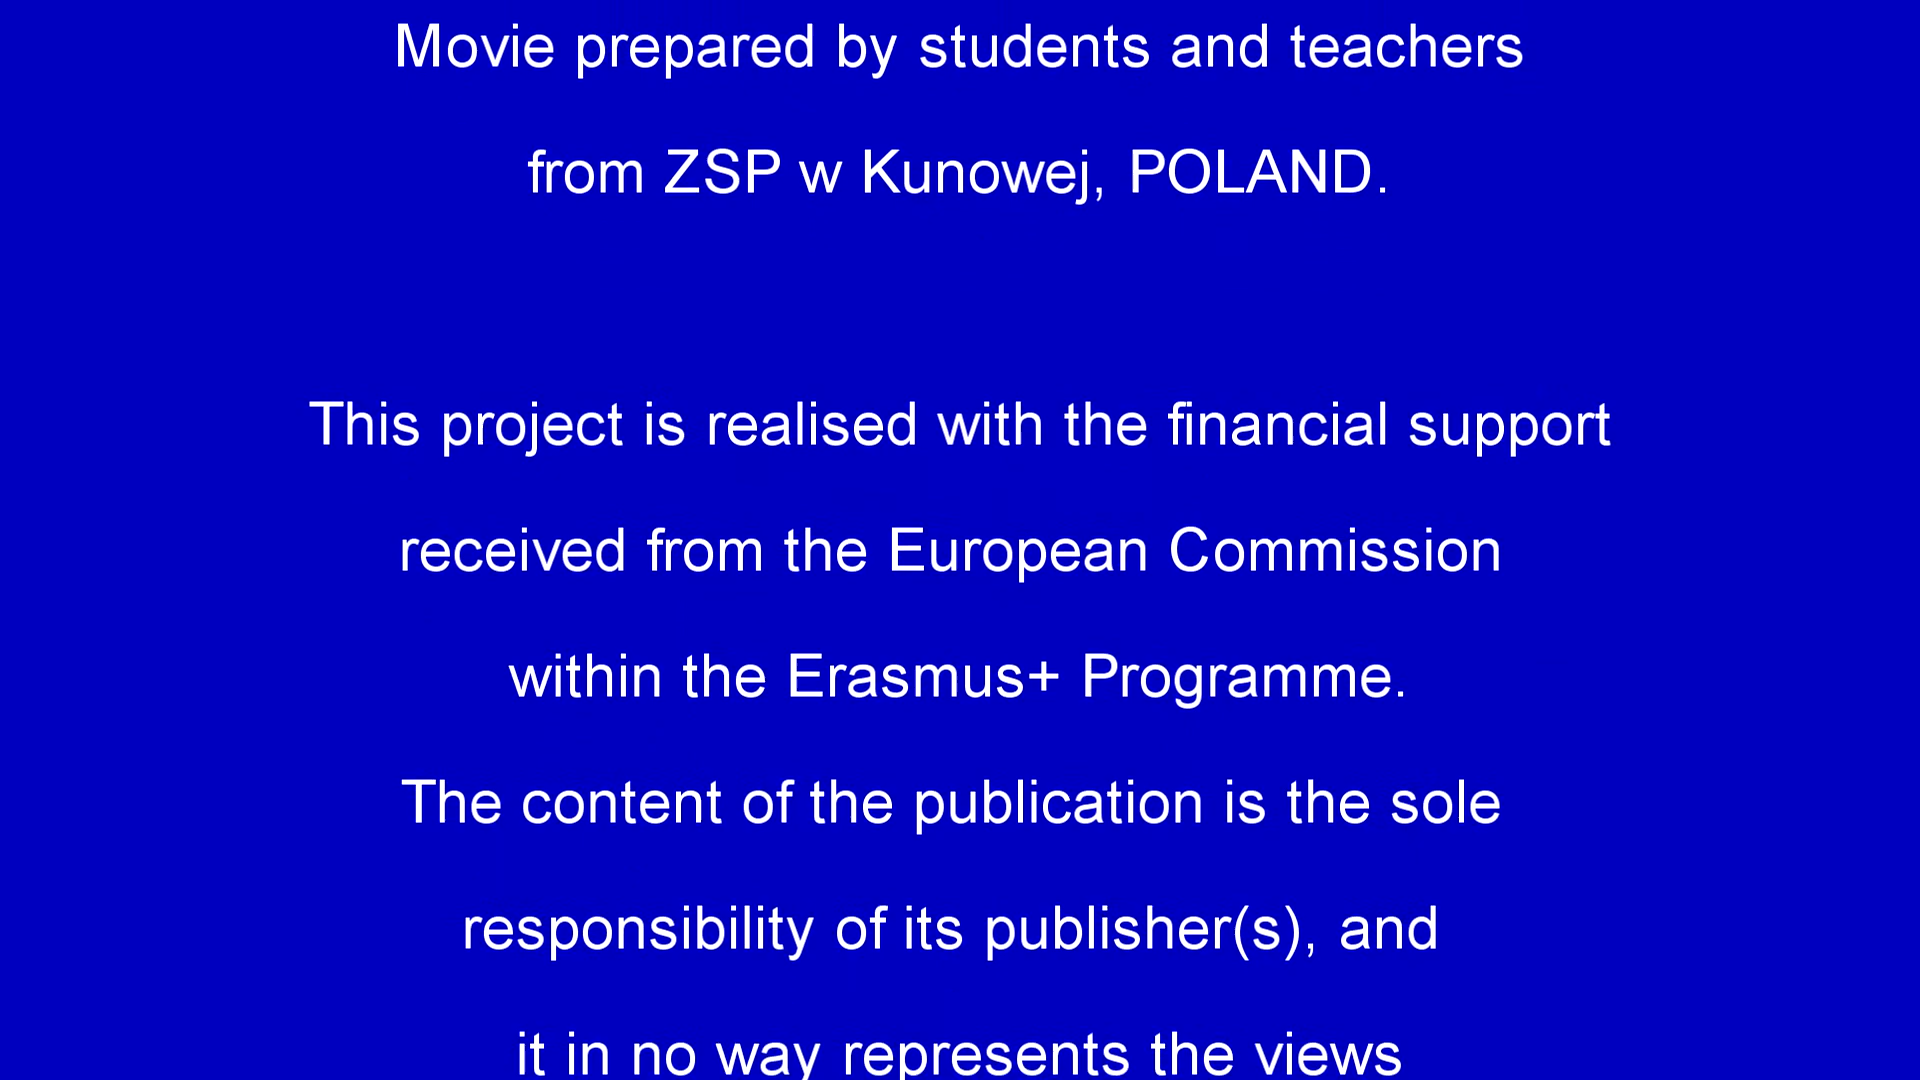 Movie prepared by students and teachers
from ZSP w Kunowej, POLAND.
This project is realised with the financial support
received from the European Commission
within the Erasmus+ Programme.
The content of the publication is the sole
responsibility of its publisher(s), and
it in no way represents the views